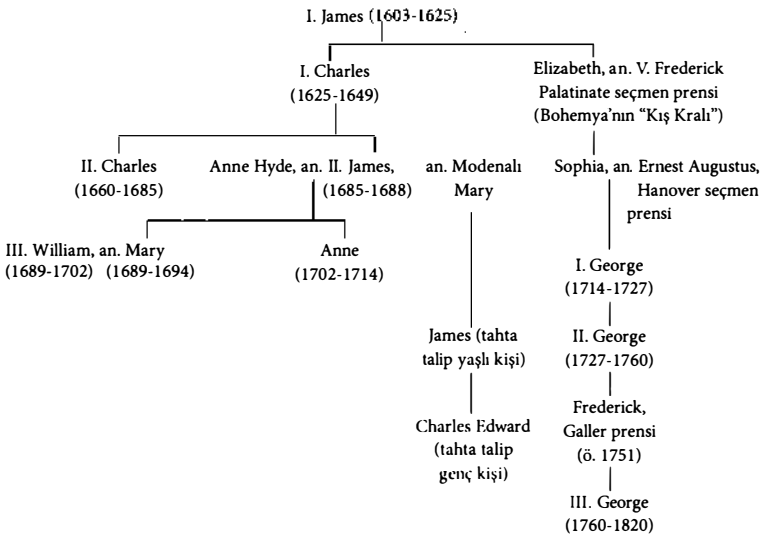 I. James (1603-1625)
I. Charles
(1625-1649)
Elizabeth, an. V. Frederick
Palatinate seçmen prensi
(Bohemya'nın "Kış Kralı")
II. Charles
(1660-1685)
Anne Hyde, an. II. James,
(1685-1688)
an. Modenalı
Mary
Sophia, an. Ernest Augustus,
Hanover seçmen
prensi
III. William, an. Mary
(1689-1702) (1689-1694)
Anne
(1702-1714)
I. George
(1714-1727)
James (tahta
talip yaşlı kişi)
II. George
(1727-1760)
Charles Edward
(tahta talip
genç kişi)
Frederick,
Galler prensi
(ö. 1751)
III. George
(1760-1820)